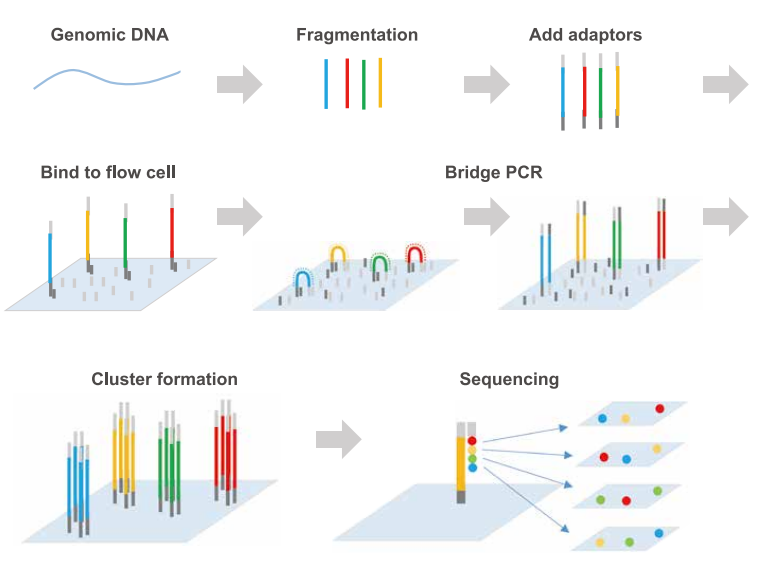 Genomic DNA
Fragmentation
Add adaptors
Bind to flow cell
Bridge PCR
Cluster formation
Sequencing